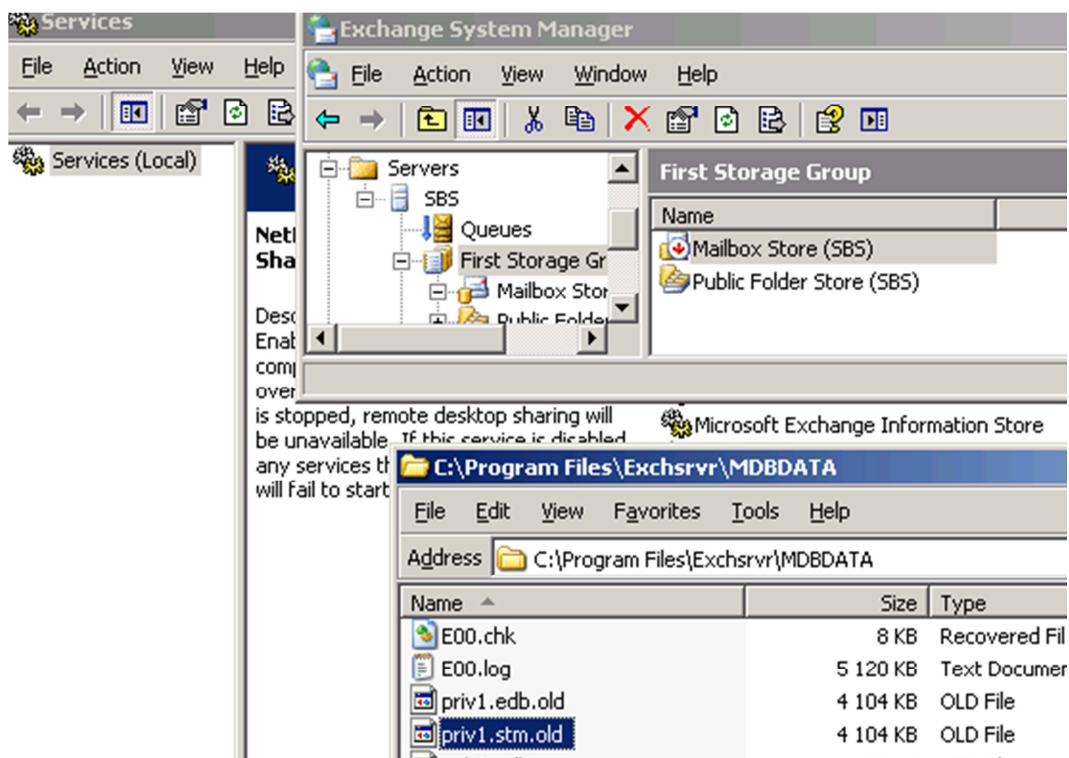 Services
File Action View Help
Services (Local)
Exchange System Manager
File Action View Window Help
Servers
SBS
Queues
First Storage Gr
Mailbox Stor
Public Folde
First Storage Group
Name
Mailbox Store (SBS)
Public Folder Store (SBS)
Net
Sha
Desc
Enab
comp
over
is stopped, remote desktop sharing will
be unavailable. If this service is disabled
any services th
will fail to start
Microsoft Exchange Information Store
C:\Program Files\Exchsrvr\MDBDATA
File Edit View Favorites Tools Help
Address C:\Program Files\Exchsrvr\MDBDATA
Name Size Type
E00.chk 8 KB Recovered Fil
E00.log 5 120 KB Text Documen
priv1.edb.old 4 104 KB OLD File
priv1.stm.old 4 104 KB OLD File